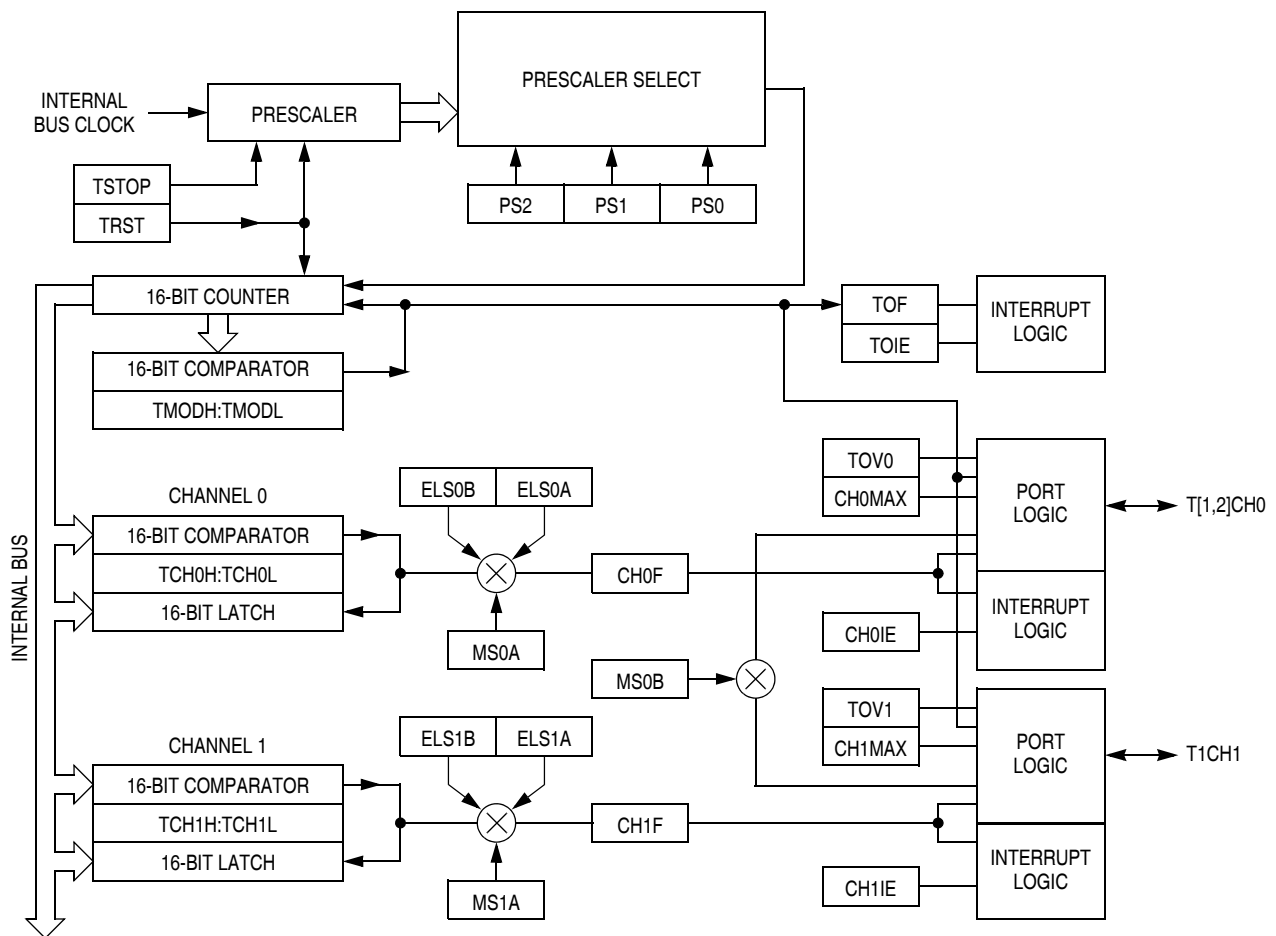 PRESCALER SELECT
INTERNAL
BUS CLOCK
PRESCALER
TSTOP
TRST
PS2
PS1
PS0
16-BIT COUNTER
16-BIT COMPARATOR
TMODH:TMODL
TOF
TOIE
INTERRUPT
LOGIC
INTERNAL BUS
CHANNEL 0
16-BIT COMPARATOR
TCH0H:TCH0L
16-BIT LATCH
ELS0B
ELS0A
MS0A
CH0F
TOV0
CH0MAX
PORT
LOGIC
T[1,2]CH0
CH0IE
INTERRUPT
LOGIC
MS0B
CHANNEL 1
16-BIT COMPARATOR
TCH1H:TCH1L
16-BIT LATCH
ELS1B
ELS1A
MS1A
CH1F
TOV1
CH1MAX
PORT
LOGIC
T1CH1
CH1IE
INTERRUPT
LOGIC